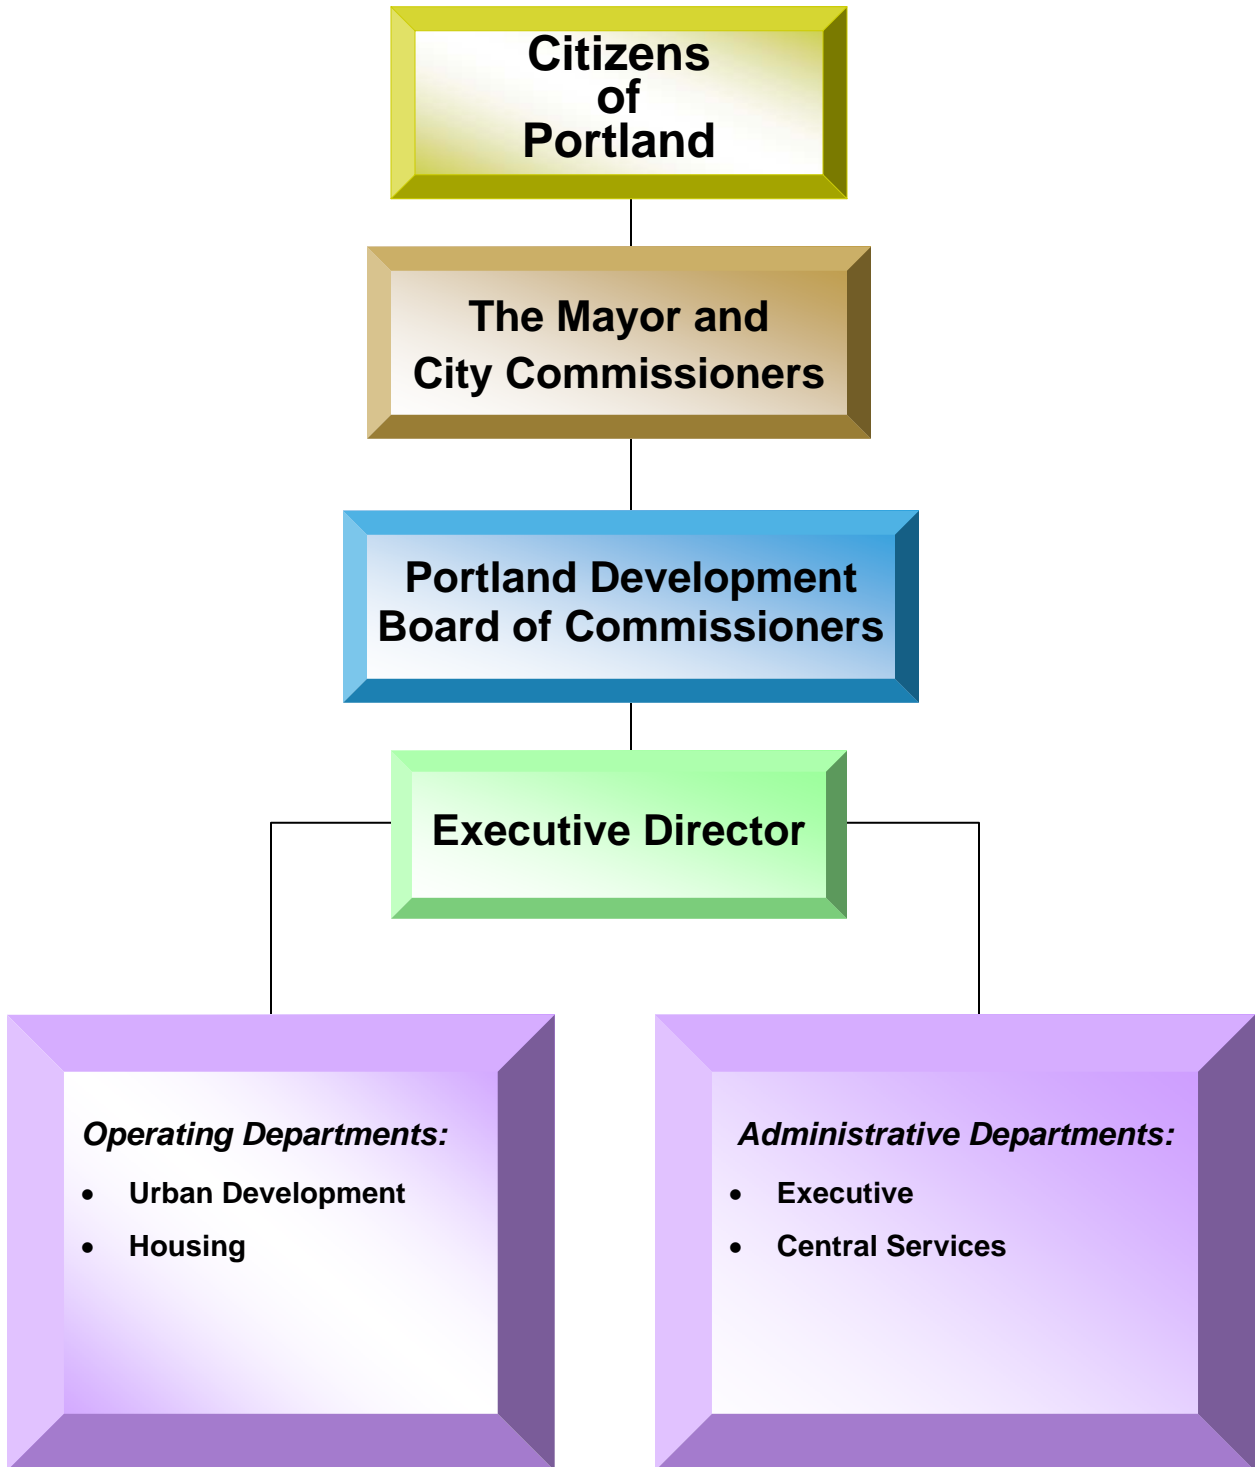 Citizens
of
Portland
The Mayor and
City Commissioners
Portland Development
Board of Commissioners
Executive Director
Operating Departments:
• Urban Development
• Housing
Administrative Departments:
• Executive
• Central Services